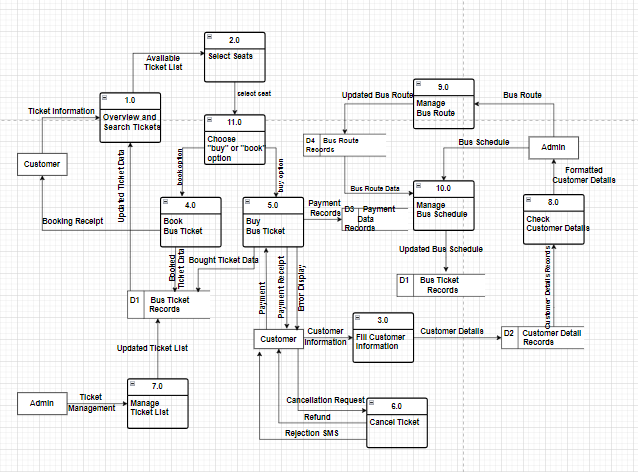 2.0
Select Seats
Available
Ticket List
select seat
1.0
Overview and
Search Tickets
Ticket Information
Customer
Booking Receipt
Updated Ticket Data
11.0
Choose
"buy" or "book"
option
book option
buy option
4.0
Book
Bus Ticket
5.0
Buy
Bus Ticket
Payment
Records
D3 Payment
Data
Records
Booked
Ticket Data
Bought Ticket Data
Payment
Payment Receipt
Error Display
D1 Bus Ticket
Records
Updated Ticket List
7.0
Manage
Ticket List
Admin
Ticket
Management
Updated Bus Route
9.0
Manage
Bus Route
Bus Route
D4 Bus Route
Reoords
Bus Schedule
Admin
Bus Route Data
10.0
Manage
Bus Schedule
Formatted
Customer Details
8.0
Check
Customer Details
Updated Bus Schedule
D1 Bus Ticket
Records
Customer Details Records
Customer
Customer
Information
3.0
Fill Customer
Information
Customer Details
D2 Customer Detail
Records
Cancellation Request
Refund
Rejection SMS
6.0
Cancel Ticket